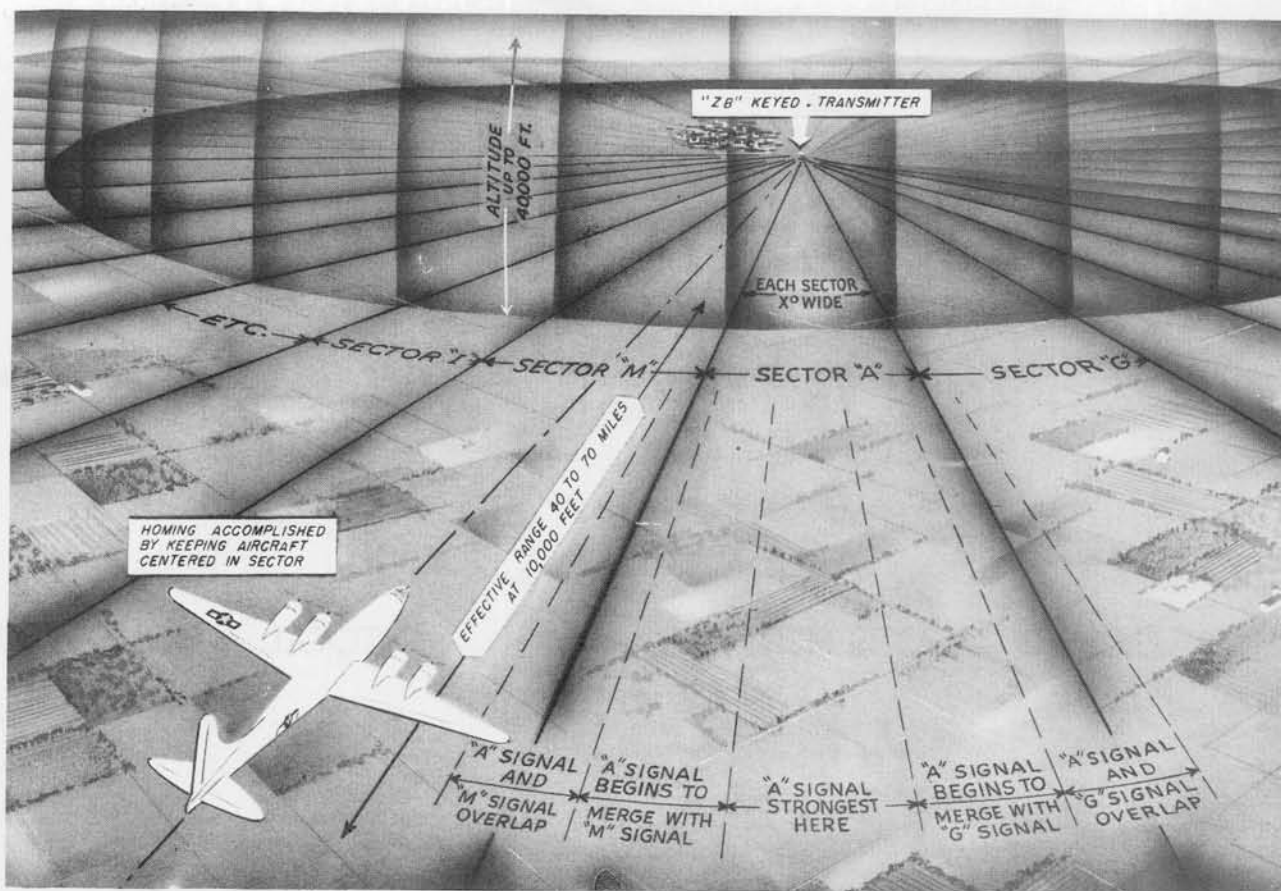 "ZB" KEYED - TRANSMITTER
ALTITUDE
UP TO
40,000 FT.
EACH SECTOR
X° WIDE
ETC.
SECTOR "I"
SECTOR "M"
SECTOR "A"
SECTOR "G"
EFFECTIVE RANGE 40 TO 70 MILES
AT 10,000 FEET
HOMING ACCOMPLISHED
BY KEEPING AIRCRAFT
CENTERED IN SECTOR
"A" SIGNAL
AND
"M" SIGNAL
OVERLAP
"A" SIGNAL
BEGINS TO
MERGE WITH
"M" SIGNAL
"A" SIGNAL
STRONGEST
HERE
"A" SIGNAL
BEGINS TO
MERGE WITH
"G" SIGNAL
"A" SIGNAL
AND
"G" SIGNAL
OVERLAP